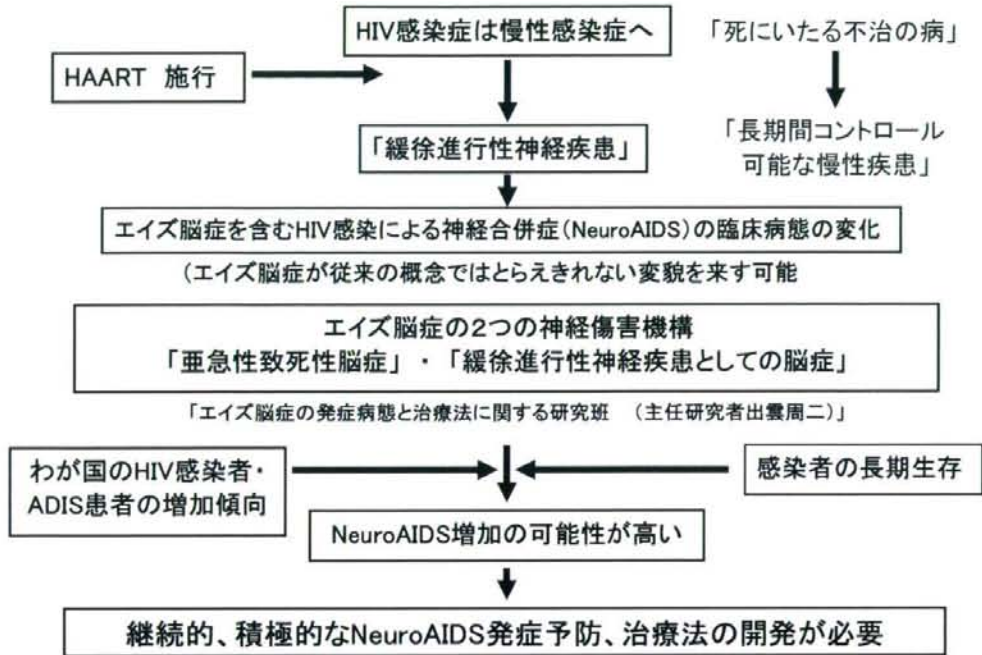 HIV感染症は慢性感染症へ
「死にいたる不治の病」
HAART 施行
「長期間コントロール
可能な慢性疾患」
「緩徐進行性神経疾患」
エイズ脳症を含むHIV感染による神経合併症(NeuroAIDS)の臨床病態の変化
(エイズ脳症が従来の概念ではとらえきれない変貌を来す可能
エイズ脳症の2つの神経傷害機構
「亜急性致死性脳症」・「緩徐進行性神経疾患としての脳症」
「エイズ脳症の発症病態と治療法に関する研究班 (主任研究者出雲周二)」
わが国のHIV感染者・
ADIS患者の増加傾向
感染者の長期生存
NeuroAIDS増加の可能性が高い
継続的、積極的なNeuroAIDS発症予防、治療法の開発が必要